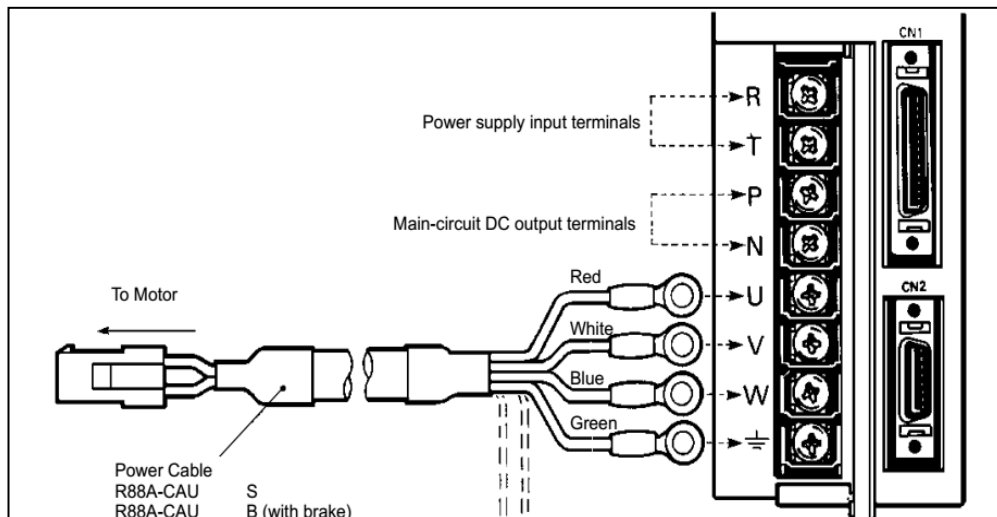 CN1
R
Power supply input terminals
T
P
Main-circuit DC output terminals
N
Red
CN2
To Motor
U
White
V
Blue
W
Green
Power Cable
R88A-CAU S
R88A-CAU B (with brake)